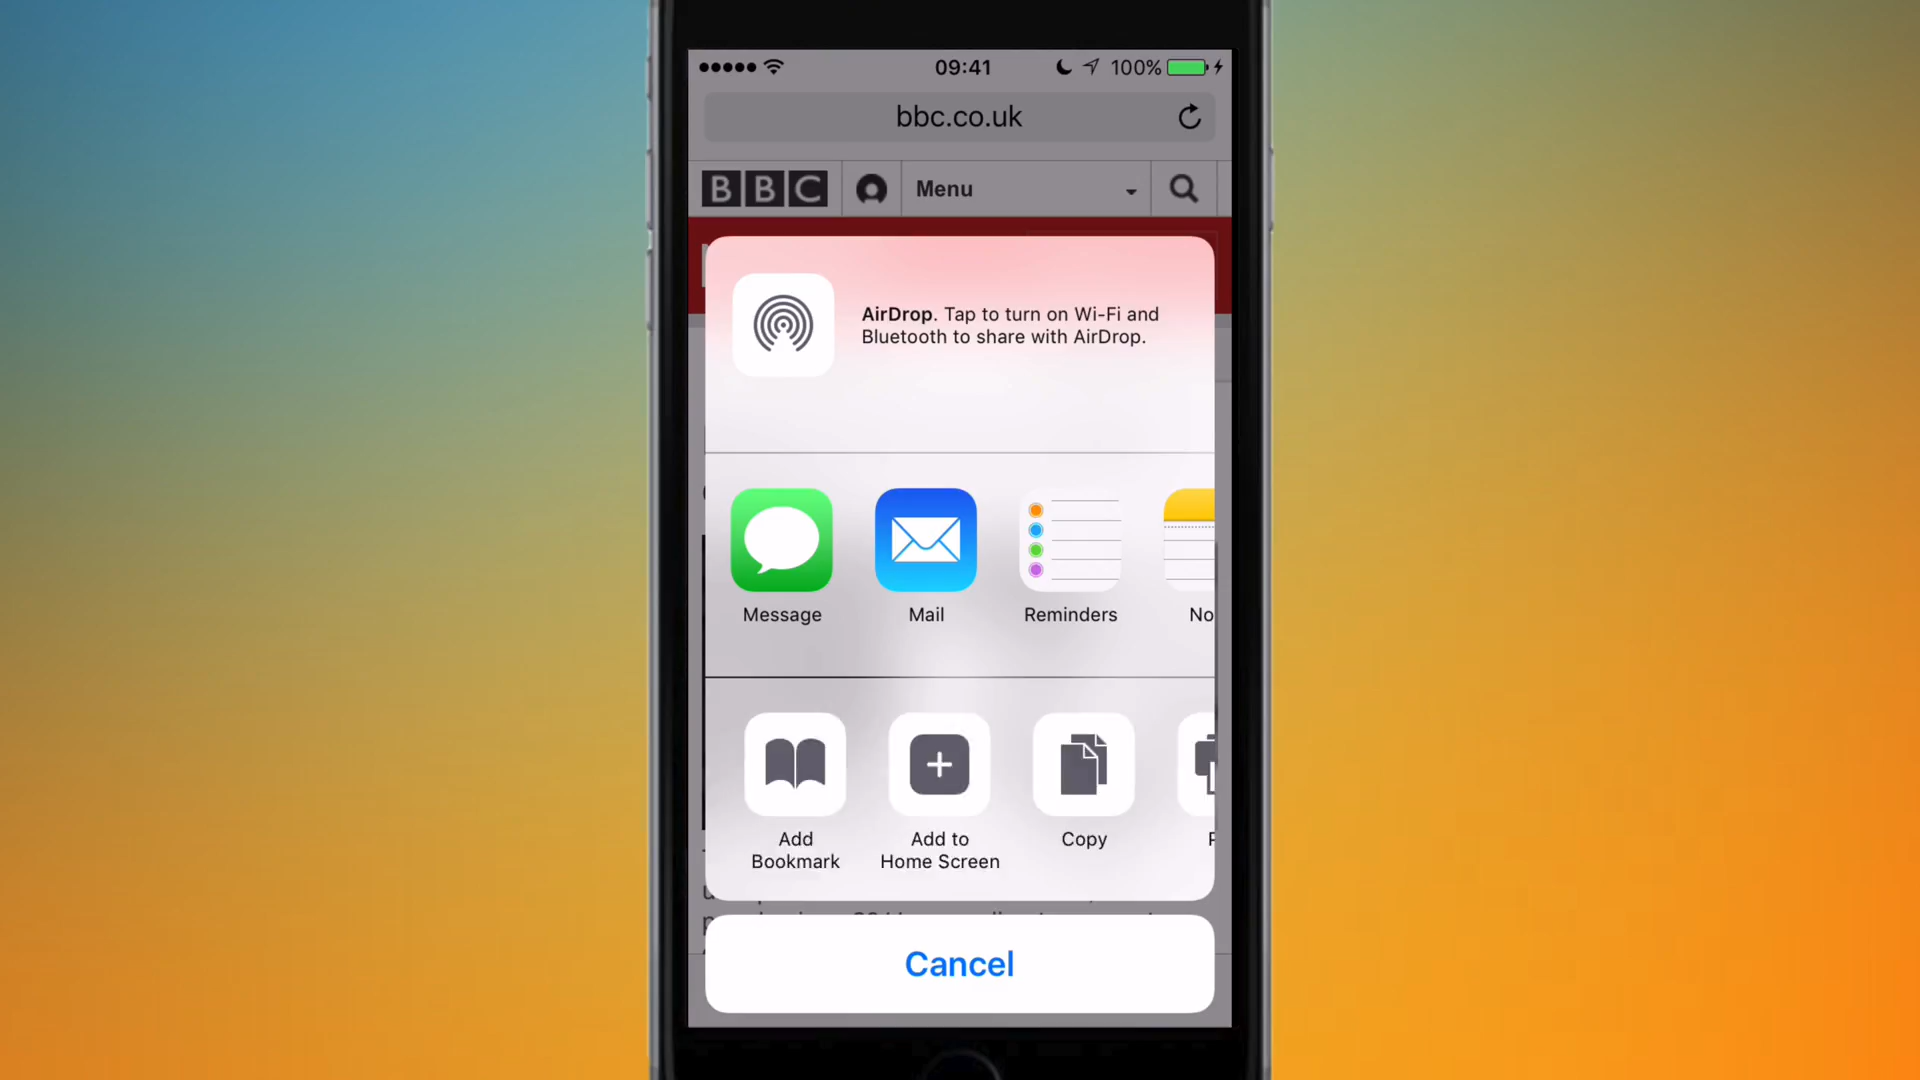 09:41
100%
bbc.co.uk
BBC
Menu
AirDrop. Tap to turn on Wi-Fi and
Bluetooth to share with AirDrop.
Message
Mail
Reminders
No
Add
Bookmark
Add to
Home Screen
Copy
Cancel